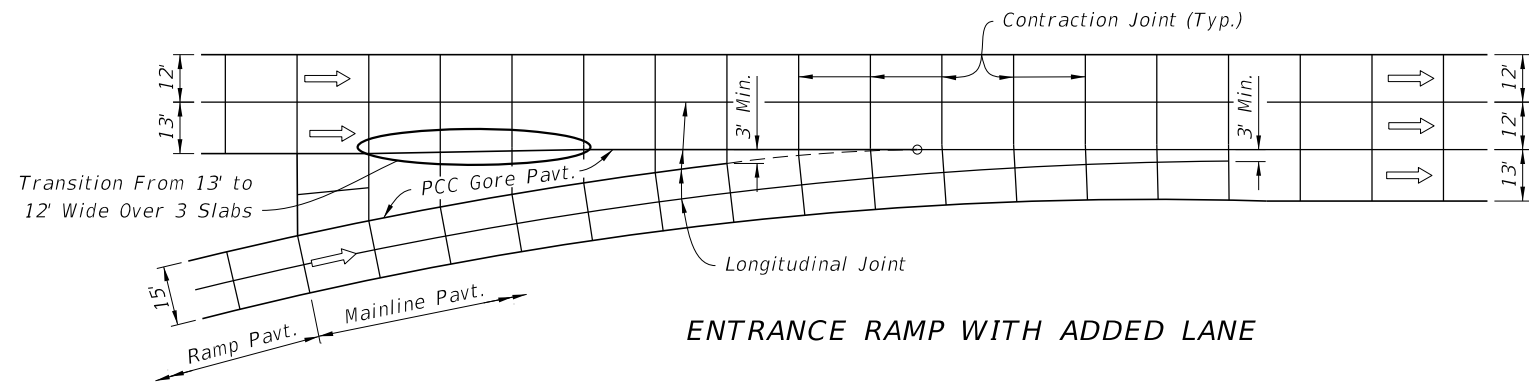 Contraction Joint (Typ.)
12'
13'
3' Min.
3' Min.
12'
12'
13'
Transition From 13' to
12' Wide Over 3 Slabs
PCC Gore Pavt.
Longitudinal Joint
15'
Mainline Pavt.
Ramp Pavt.
ENTRANCE RAMP WITH ADDED LANE